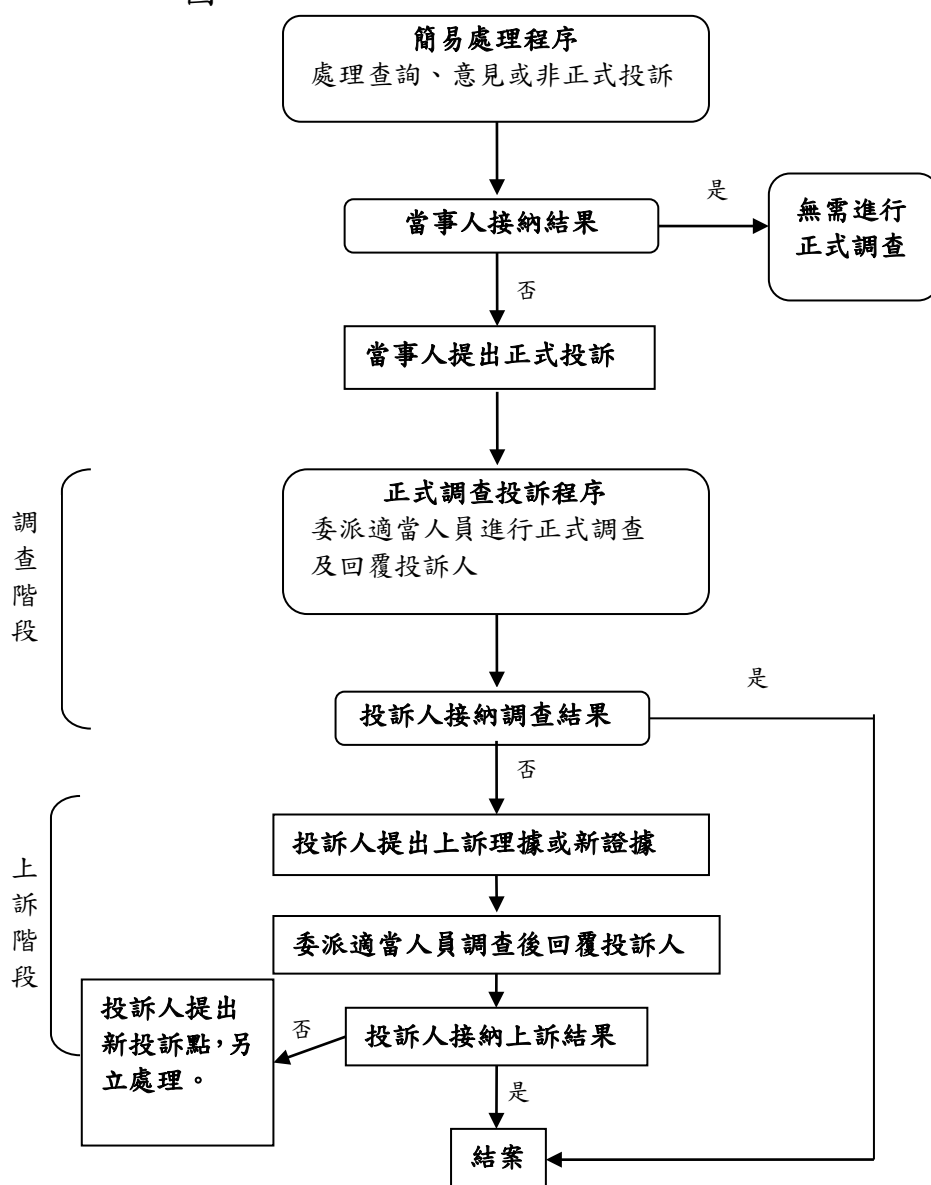 簡易處理程序
處理查詢、意見或非正式投訴
當事人接納結果
是
無需進行
正式調查
否
當事人提出正式投訴
調
查
階
段
正式調查投訴程序
委派適當人員進行正式調查
及回覆投訴人
是
投訴人接納調查結果
否
上
訴
階
段
投訴人提出上訴理據或新證據
委派適當人員調查後回覆投訴人
投訴人接納上訴結果
否
投訴人提出
新投訴點,另
立處理。
是
結案